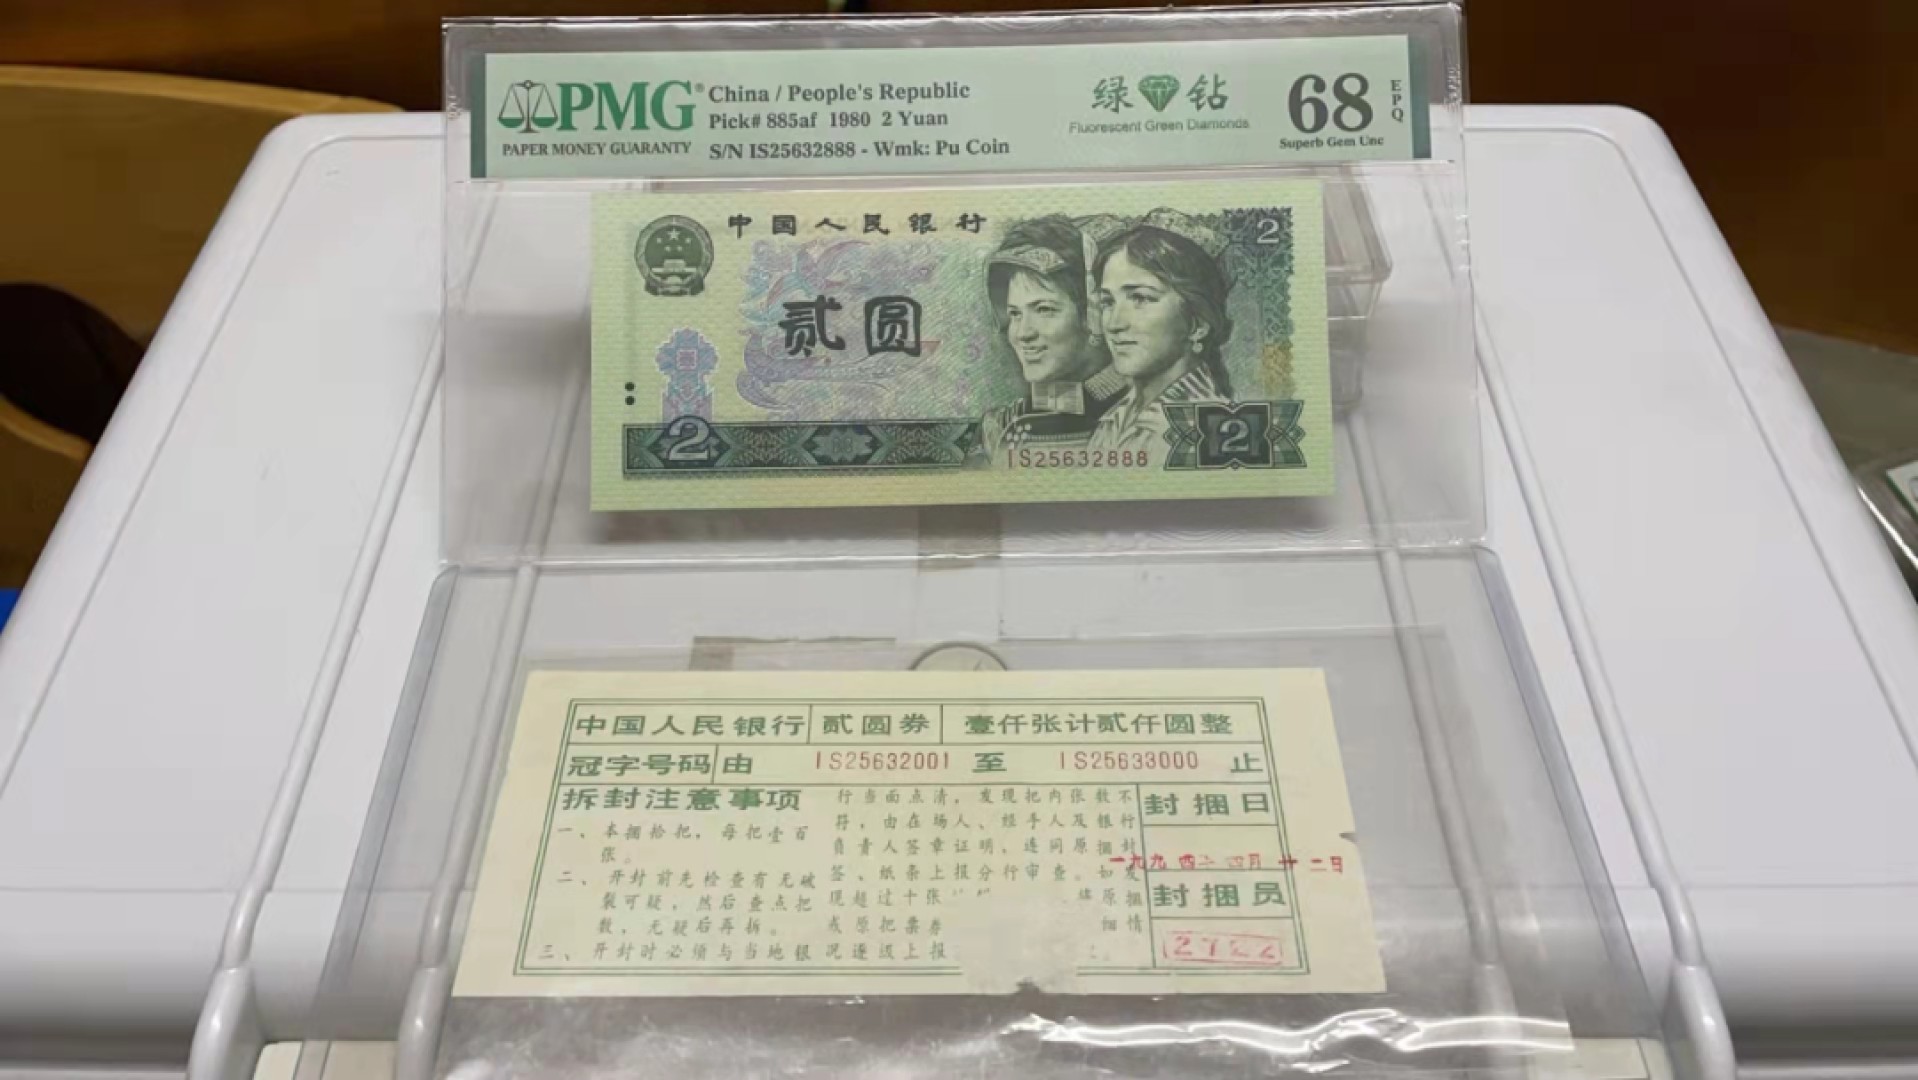 PMG® China / People's Republic 绿 钻 68 EPQ
Pick# 885af 1980 2 Yuan Fluorescent Green Diamonds
PAPER MONEY GUARANTY S/N IS25632888 - Wmk: Pu Coin Superb Gem Unc
中国人民银行
2
贰圆
2
IS25632888
2
中国人民银行 贰圆券 壹仟张计贰仟圆整
冠字号码 由 IS25632001 至 IS25633000 止
拆封注意事项
一、本捆拾把,每把壹百
张。
二、开封前先检查有无破
裂可疑,然后查点把
数,无疑后再拆。
三、开封时必须与当地银
行当面点清,发现把内张数不
符,由在场人、经手人及银行
负责人签章证明,连同原捆封
签、纸条上报分行审查。如发
现超过十张 原捆
或原把票券 细情
况逐级上报
封捆日
一九九四年四月廿二日
封捆员